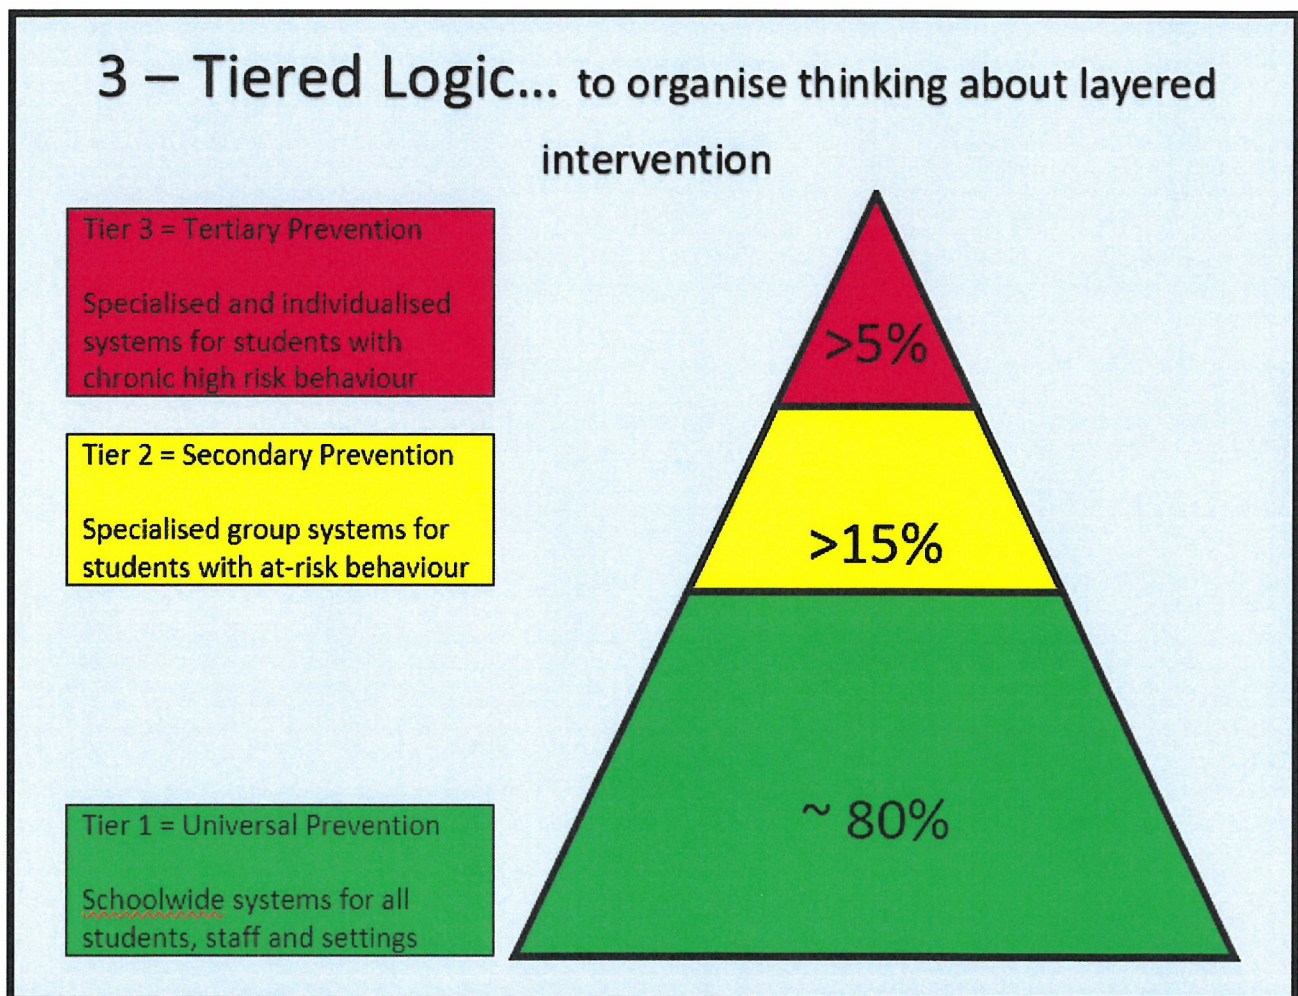 3 – Tiered Logic... to organise thinking about layered
intervention
Tier 3 = Tertiary Prevention
Specialised and individualised
systems for students with
chronic high risk behaviour
>5%
Tier 2 = Secondary Prevention
Specialised group systems for
students with at-risk behaviour
>15%
Tier 1 = Universal Prevention
Schoolwide systems for all
students, staff and settings
~ 80%